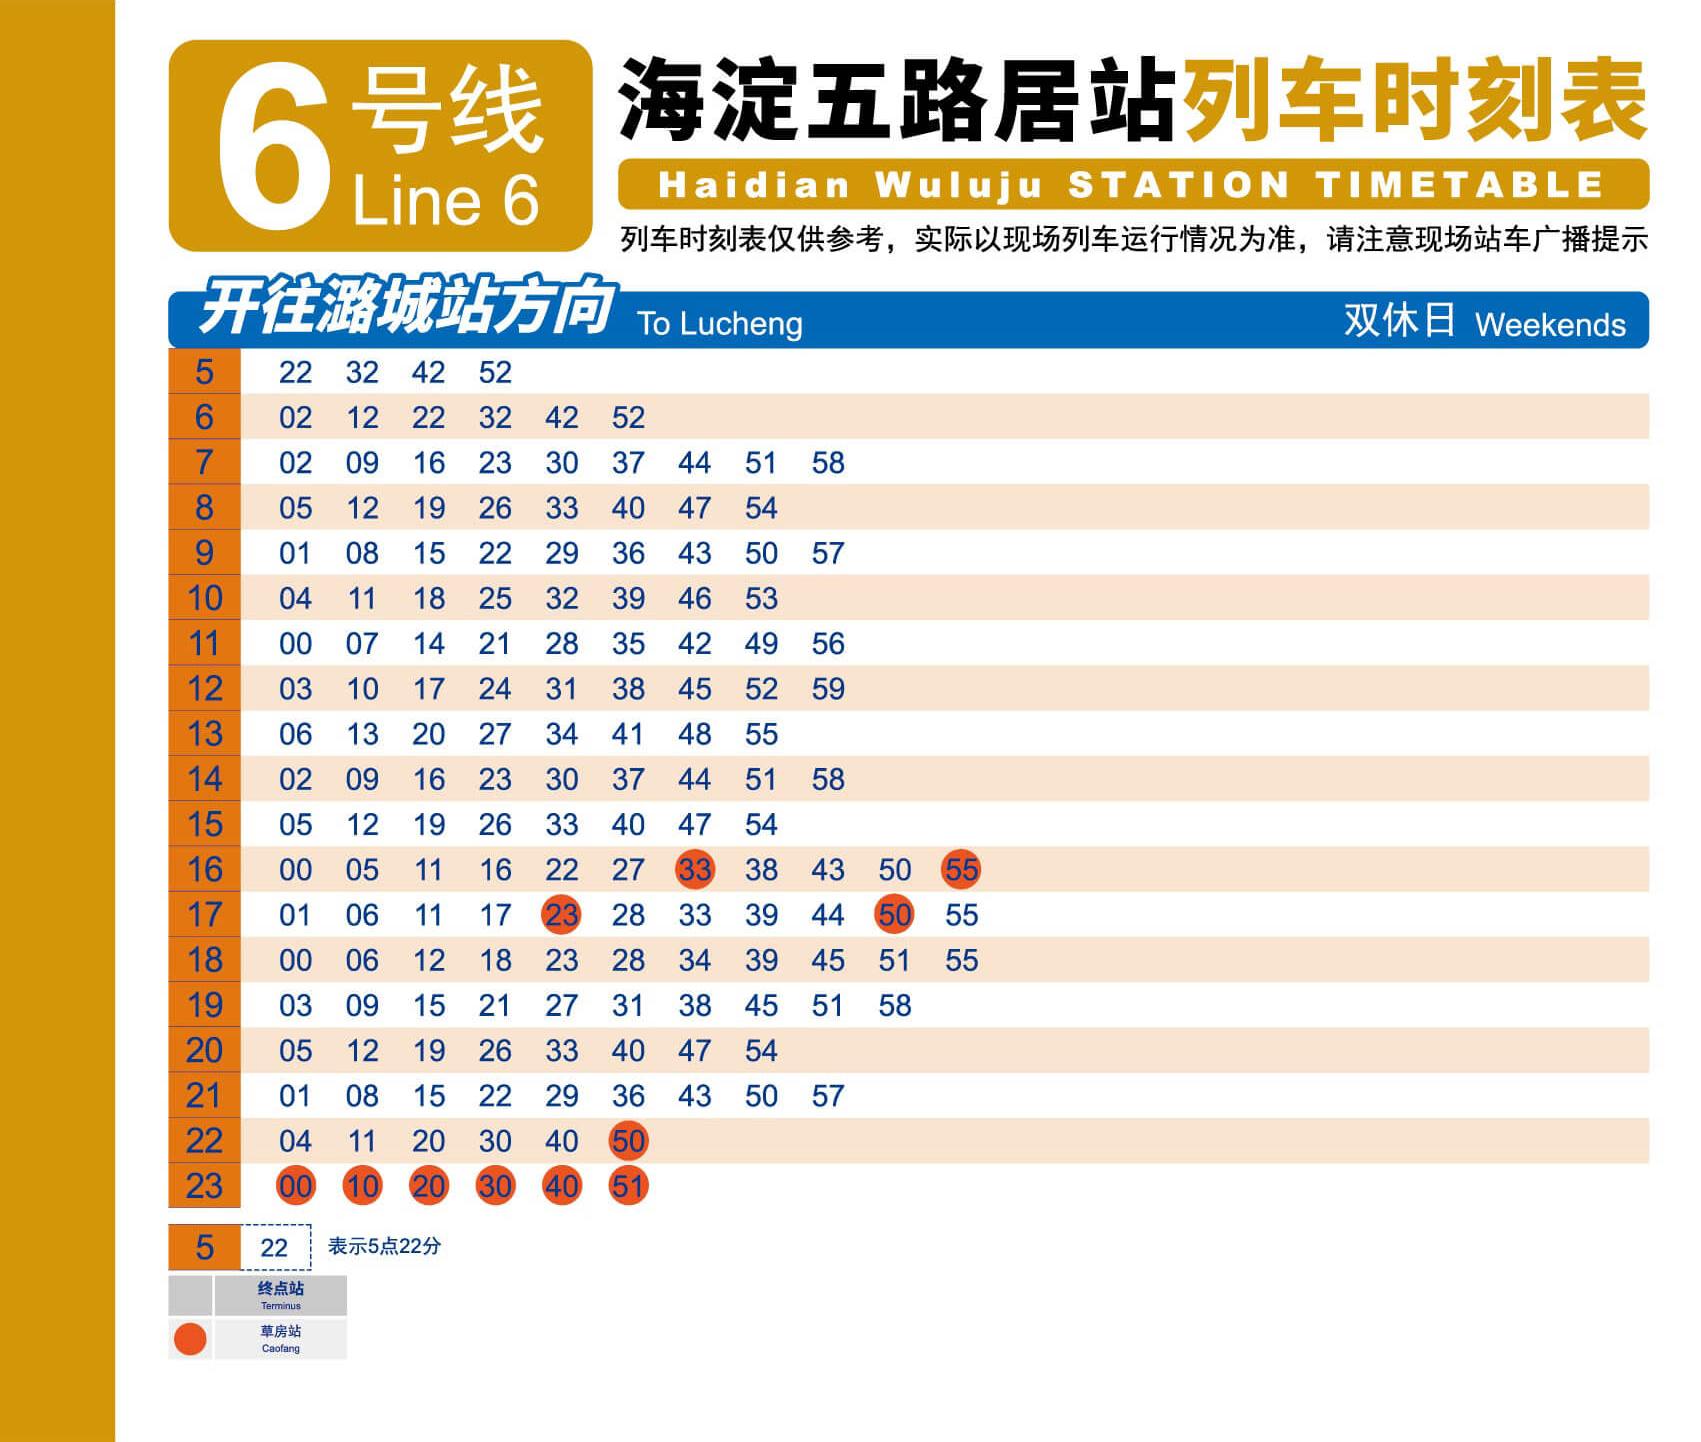 6号线
Line 6
海淀五路居站列车时刻表
Haidian Wuluju STATION TIMETABLE
列车时刻表仅供参考，实际以现场列车运行情况为准，请注意现场站车广播提示
开往潞城站方向 To Lucheng 双休日 Weekends
5 22 32 42 52
6 02 12 22 32 42 52
7 02 09 16 23 30 37 44 51 58
8 05 12 19 26 33 40 47 54
9 01 08 15 22 29 36 43 50 57
10 04 11 18 25 32 39 46 53
11 00 07 14 21 28 35 42 49 56
12 03 10 17 24 31 38 45 52 59
13 06 13 20 27 34 41 48 55
14 02 09 16 23 30 37 44 51 58
15 05 12 19 26 33 40 47 54
16 00 05 11 16 22 27 33 38 43 50 55
17 01 06 11 17 23 28 33 39 44 50 55
18 00 06 12 18 23 28 34 39 45 51 55
19 03 09 15 21 27 31 38 45 51 58
20 05 12 19 26 33 40 47 54
21 01 08 15 22 29 36 43 50 57
22 04 11 20 30 40 50
23 00 10 20 30 40 51
5 22 表示5点22分
终点站
Terminus
草房站
Caofang